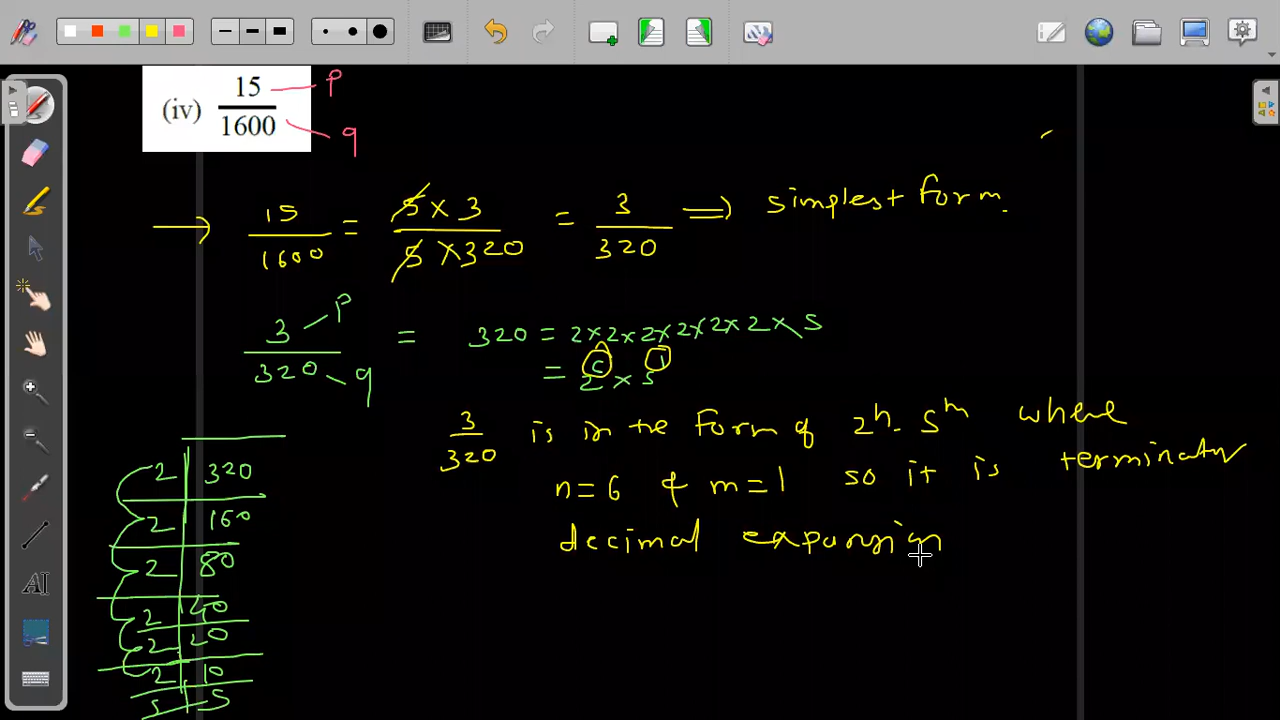 (iv) 15/1600 p q
15/1600 = 5×3/5×320 = 3/320 ⟹ simplest form.
3/320 p q = 320 = 2×2×2×2×2×2×5
= 2^6 × 5^1
3/320 is in the form of 2^n. 5^m where
n=6 & m=1 so it is terminator
decimal expansion
2 | 320
2 | 160
2 | 80
2 | 40
2 | 20
2 | 10
5 | 5
AI